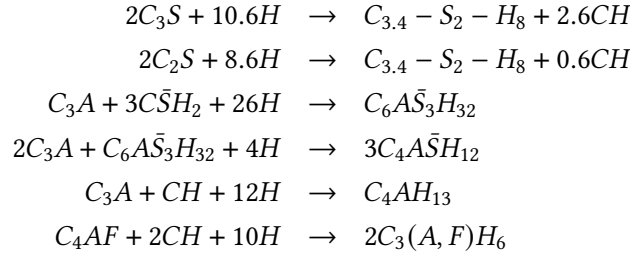 2C₃S + 10.6H → C₃.₄ − S₂ − H₈ + 2.6CH
2C₂S + 8.6H → C₃.₄ − S₂ − H₈ + 0.6CH
C₃A + 3CS̄H₂ + 26H → C₆AS̄₃H₃₂
2C₃A + C₆AS̄₃H₃₂ + 4H → 3C₄AS̄H₁₂
C₃A + CH + 12H → C₄AH₁₃
C₄AF + 2CH + 10H → 2C₃(A, F)H₆